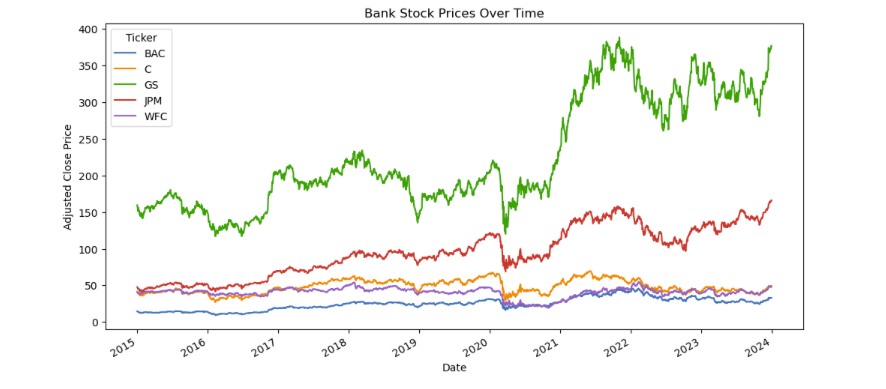 Bank Stock Prices Over Time
Ticker
BAC
C
GS
JPM
WFC
Adjusted Close Price
400
350
300
250
200
150
100
50
0
2015
2016
2017
2018
2019
2020
2021
2022
2023
2024
Date